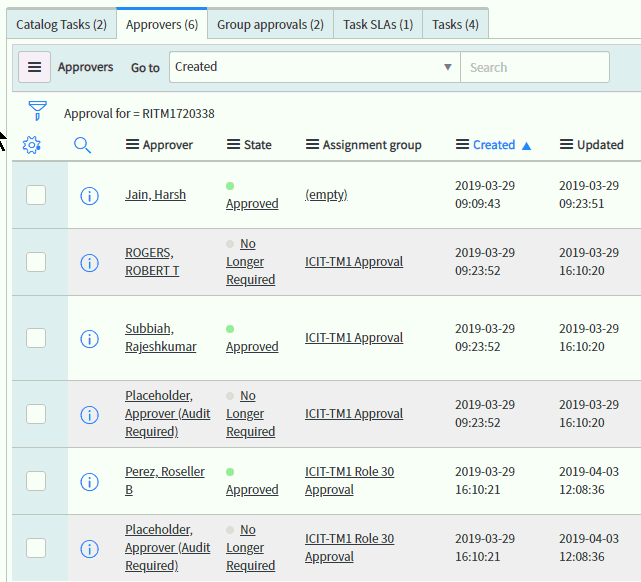 Catalog Tasks (2) Approvers (6) Group approvals (2) Task SLAs (1) Tasks (4)
Approvers Go to Created Search
Approval for = RITM1720338
Approver State Assignment group Created Updated
Jain, Harsh
Approved
(empty)
2019-03-29
09:09:43
2019-03-29
09:23:51
ROGERS,
ROBERT T
No
Longer
Required
ICIT-TM1 Approval
2019-03-29
09:23:52
2019-03-29
16:10:20
Subbiah,
Rajeshkumar
Approved
ICIT-TM1 Approval
2019-03-29
09:23:52
2019-03-29
16:10:20
Placeholder,
Approver (Audit
Required)
No
Longer
Required
ICIT-TM1 Approval
2019-03-29
09:23:52
2019-03-29
16:10:20
Perez, Roseller
B
Approved
ICIT-TM1 Role 30
Approval
2019-03-29
16:10:21
2019-04-03
12:08:36
Placeholder,
Approver (Audit
Required)
No
Longer
Required
ICIT-TM1 Role 30
Approval
2019-03-29
16:10:21
2019-04-03
12:08:36